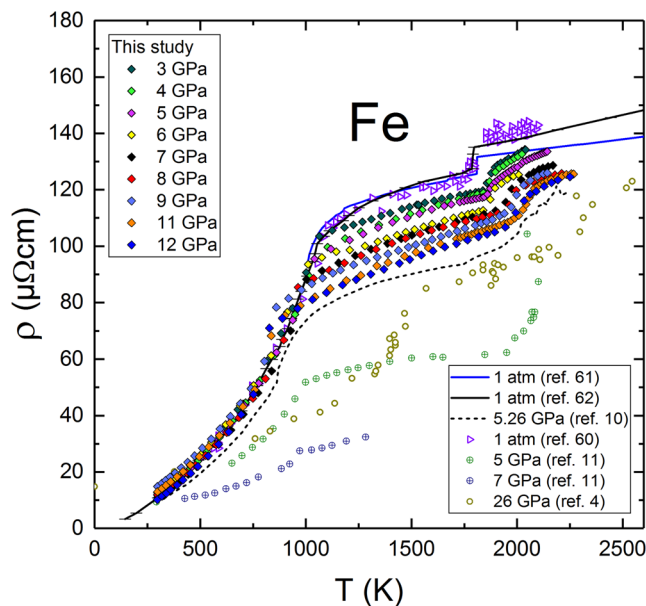 180
160
140
120
100
80
60
40
20
0
ρ (μΩcm)
This study
3 GPa
4 GPa
5 GPa
6 GPa
7 GPa
8 GPa
9 GPa
11 GPa
12 GPa
Fe
1 atm (ref. 61)
1 atm (ref. 62)
5.26 GPa (ref. 10)
1 atm (ref. 60)
5 GPa (ref. 11)
7 GPa (ref. 11)
26 GPa (ref. 4)
0 500 1000 1500 2000 2500
T (K)